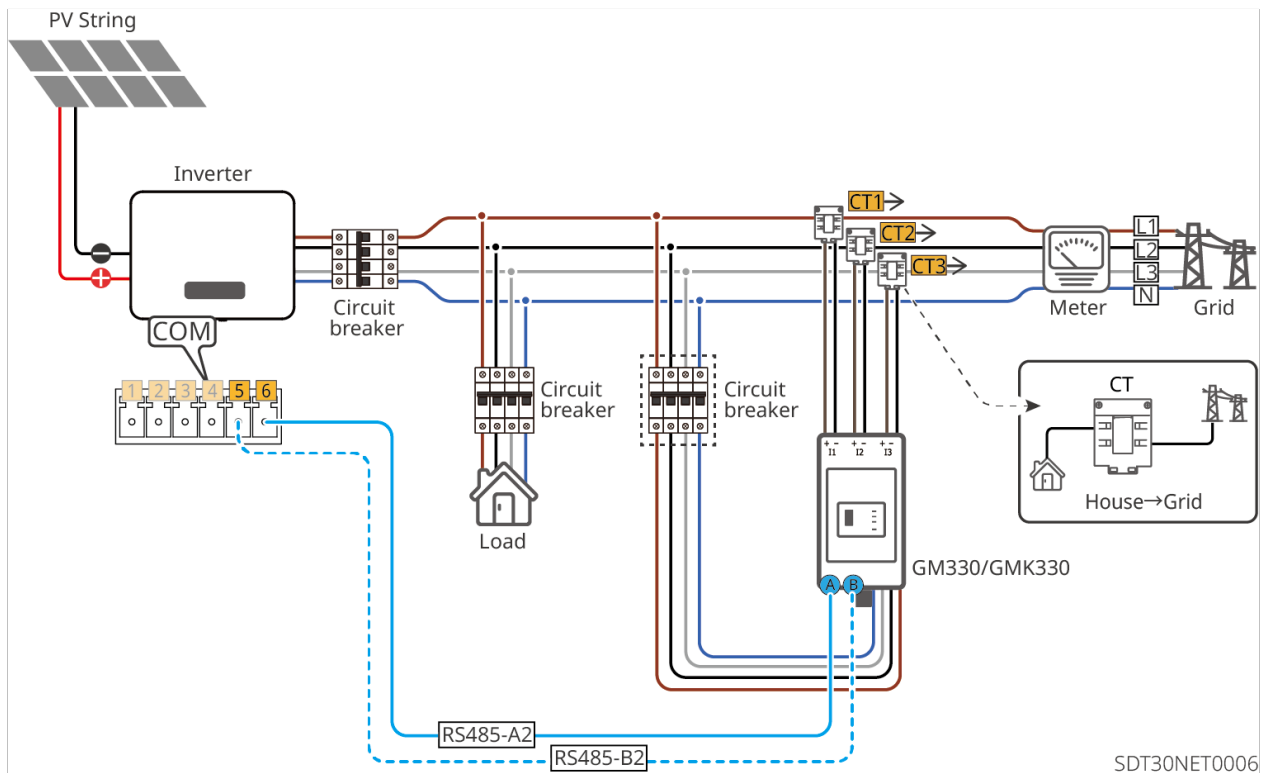 PV String
Inverter
Circuit
breaker
CT1
CT2
CT3
L1
L2
L3
N
Meter
Grid
COM
1 2 3 4 5 6
Circuit
breaker
Circuit
breaker
Load
+ - + - + -
I1 I2 I3
A B
GM330/GMK330
CT
House→Grid
RS485-A2
RS485-B2
SDT30NET0006